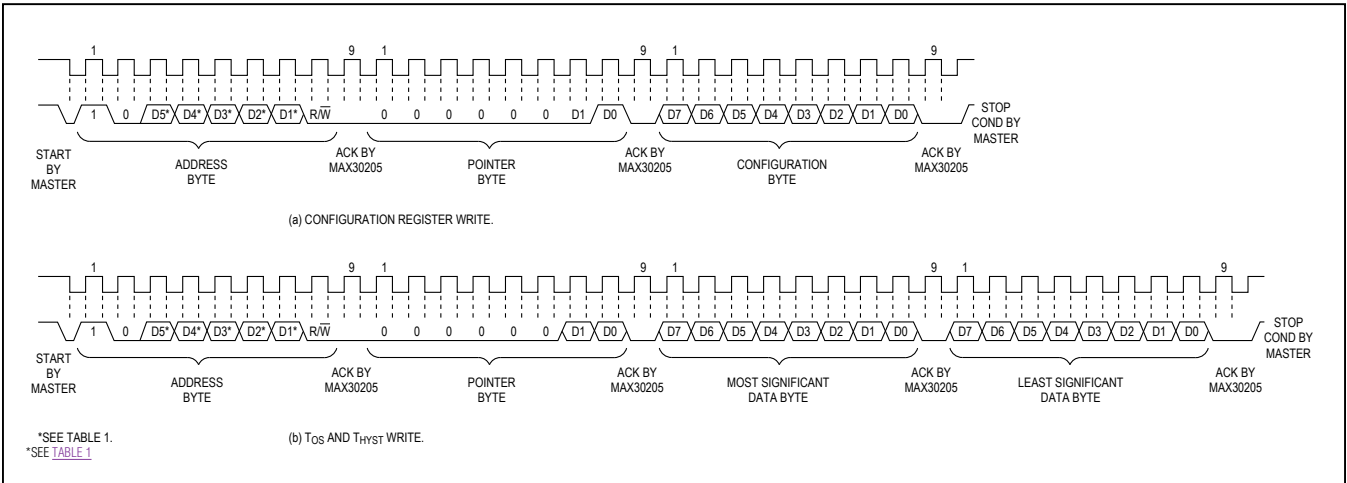 1 9 1 9 1 9
1 0 D5* D4* D3* D2* D1* R/W̅ 0 0 0 0 0 0 D1 D0 D7 D6 D5 D4 D3 D2 D1 D0 STOP
COND BY
MASTER
START
BY
MASTER
ADDRESS
BYTE
ACK BY
MAX30205
POINTER
BYTE
ACK BY
MAX30205
CONFIGURATION
BYTE
ACK BY
MAX30205
(a) CONFIGURATION REGISTER WRITE.
1 9 1 9 1 9 1 9
1 0 D5* D4* D3* D2* D1* R/W̅ 0 0 0 0 0 0 D1 D0 D7 D6 D5 D4 D3 D2 D1 D0 D7 D6 D5 D4 D3 D2 D1 D0 STOP
COND BY
MASTER
START
BY
MASTER
ADDRESS
BYTE
ACK BY
MAX30205
POINTER
BYTE
ACK BY
MAX30205
MOST SIGNIFICANT
DATA BYTE
ACK BY
MAX30205
LEAST SIGNIFICANT
DATA BYTE
ACK BY
MAX30205
*SEE TABLE 1. (b) TOS AND THYST WRITE.
*SEE TABLE 1